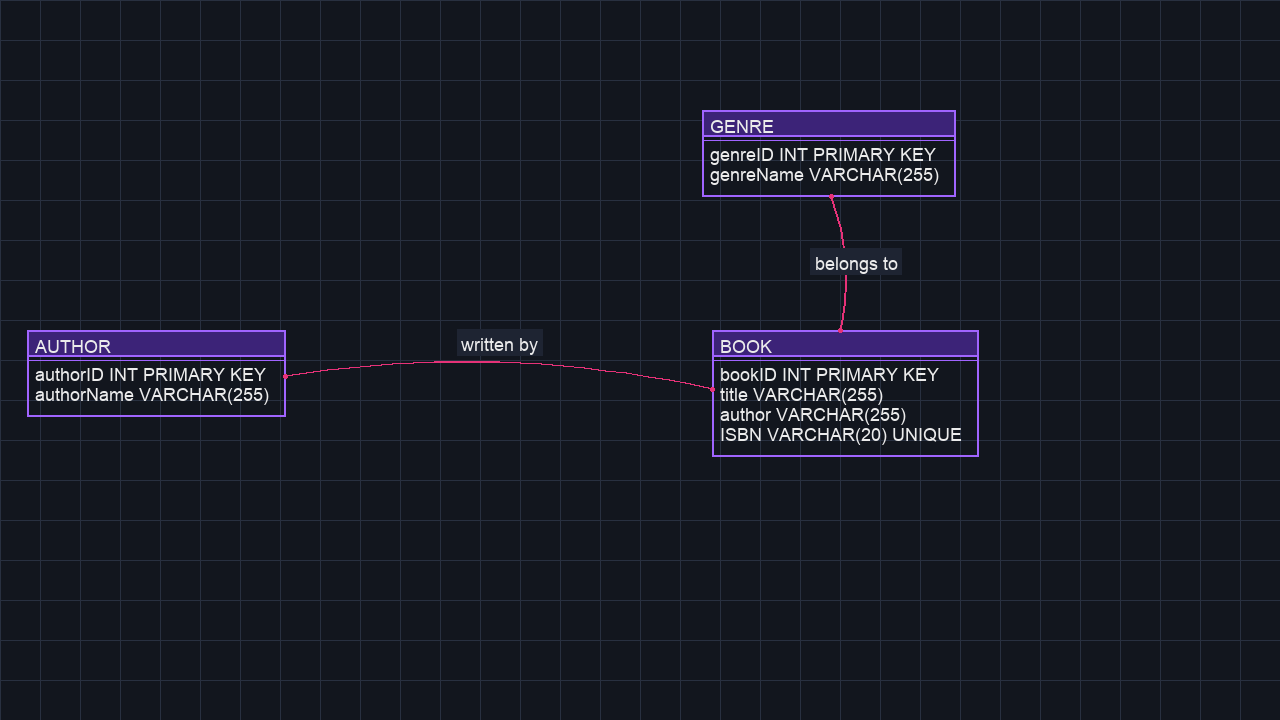 GENRE
genreID INT PRIMARY KEY
genreName VARCHAR(255)
belongs to
AUTHOR
authorID INT PRIMARY KEY
authorName VARCHAR(255)
written by
BOOK
bookID INT PRIMARY KEY
title VARCHAR(255)
author VARCHAR(255)
ISBN VARCHAR(20) UNIQUE